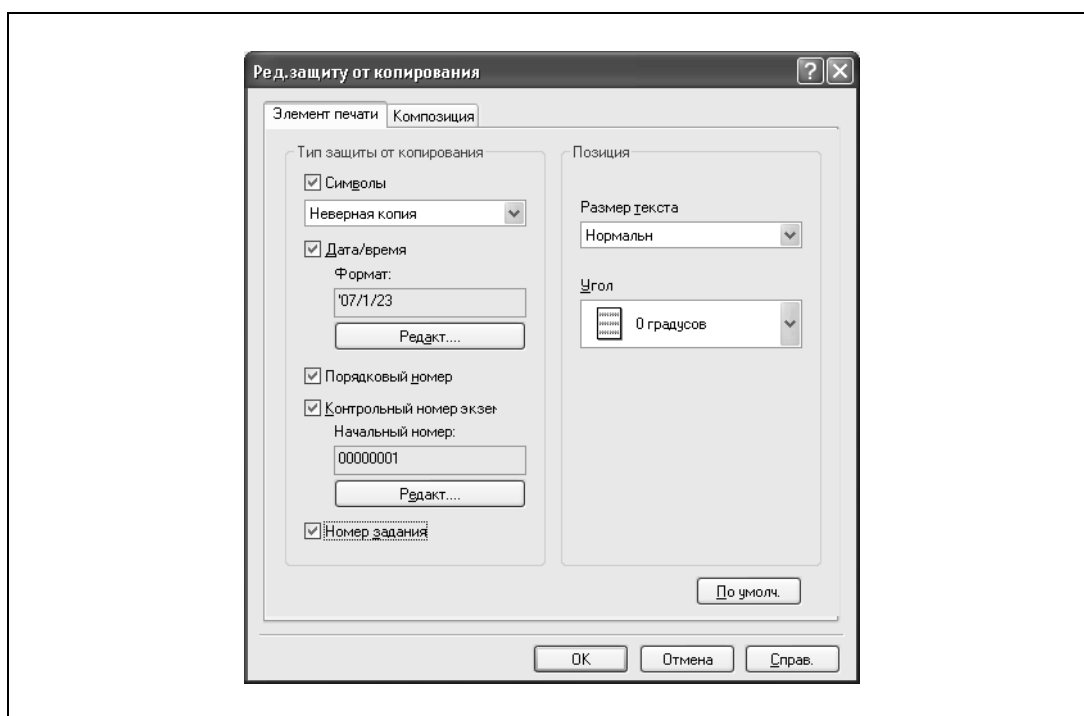 Ред.защиту от копирования
Элемент печати
Композиция
Тип защиты от копирования
Символы
Неверная копия
Дата/время
Формат:
'07/1/23
Редакт....
Порядковый номер
Контрольный номер экзем
Начальный номер:
00000001
Редакт....
Номер задания
Позиция
Размер текста
Нормальн
Угол
0 градусов
По умолч.
OK
Отмена
Справ.